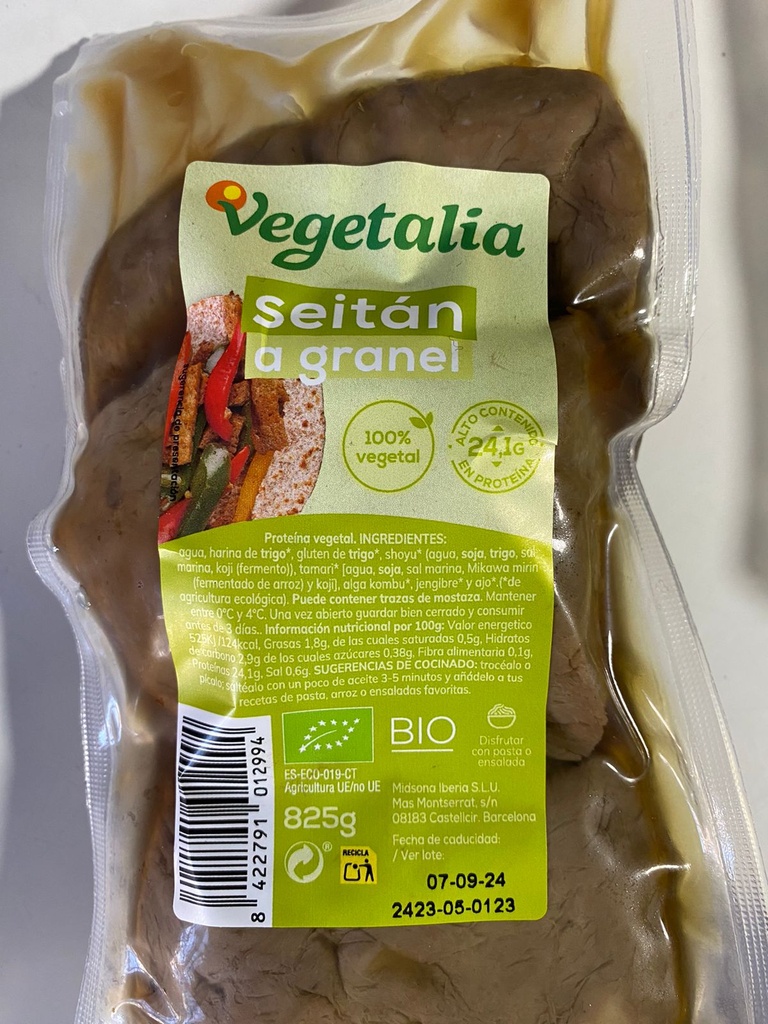 Vegetalia
Seitán
a granel
sugerencia de presentación
100%
vegetal
ALTO CONTENIDO
24,1G
EN PROTEÍNA
Proteína vegetal. INGREDIENTES:
agua, harina de trigo*, gluten de trigo*, shoyu* (agua, soja, trigo, sal
marina, koji (fermento)), tamari* (agua, soja, sal marina, Mikawa mirin
(fermentado de arroz) y koji), alga kombu*, jengibre* y ajo*.(*de
agricultura ecológica). Puede contener trazas de mostaza. Mantener
entre 0°C y 4°C. Una vez abierto guardar bien cerrado y consumir
antes de 3 días.. Información nutricional por 100g: Valor energetico
525Kj /124kcal, Grasas 1,8g, de las cuales saturadas 0,5g, Hidratos
de carbono 2,9g de los cuales azúcares 0,38g, Fibra alimentaria 0,1g,
Proteínas 24,1g, Sal 0,6g. SUGERENCIAS DE COCINADO: trocéalo o
pícalo; saltéalo con un poco de aceite 3-5 minutos y añádelo a tus
recetas de pasta, arroz o ensaladas favoritas.
BIO
Disfrutar
con pasta o
ensalada
ES-ECO-019-CT
Agricultura UE/no UE
825g
Midsona Iberia S.L.U.
Mas Montserrat, s/n
08183 Castellcir. Barcelona
Fecha de caducidad:
/ Ver lote.
RECICLA
07-09-24
2423-05-0123
8 422791 012994